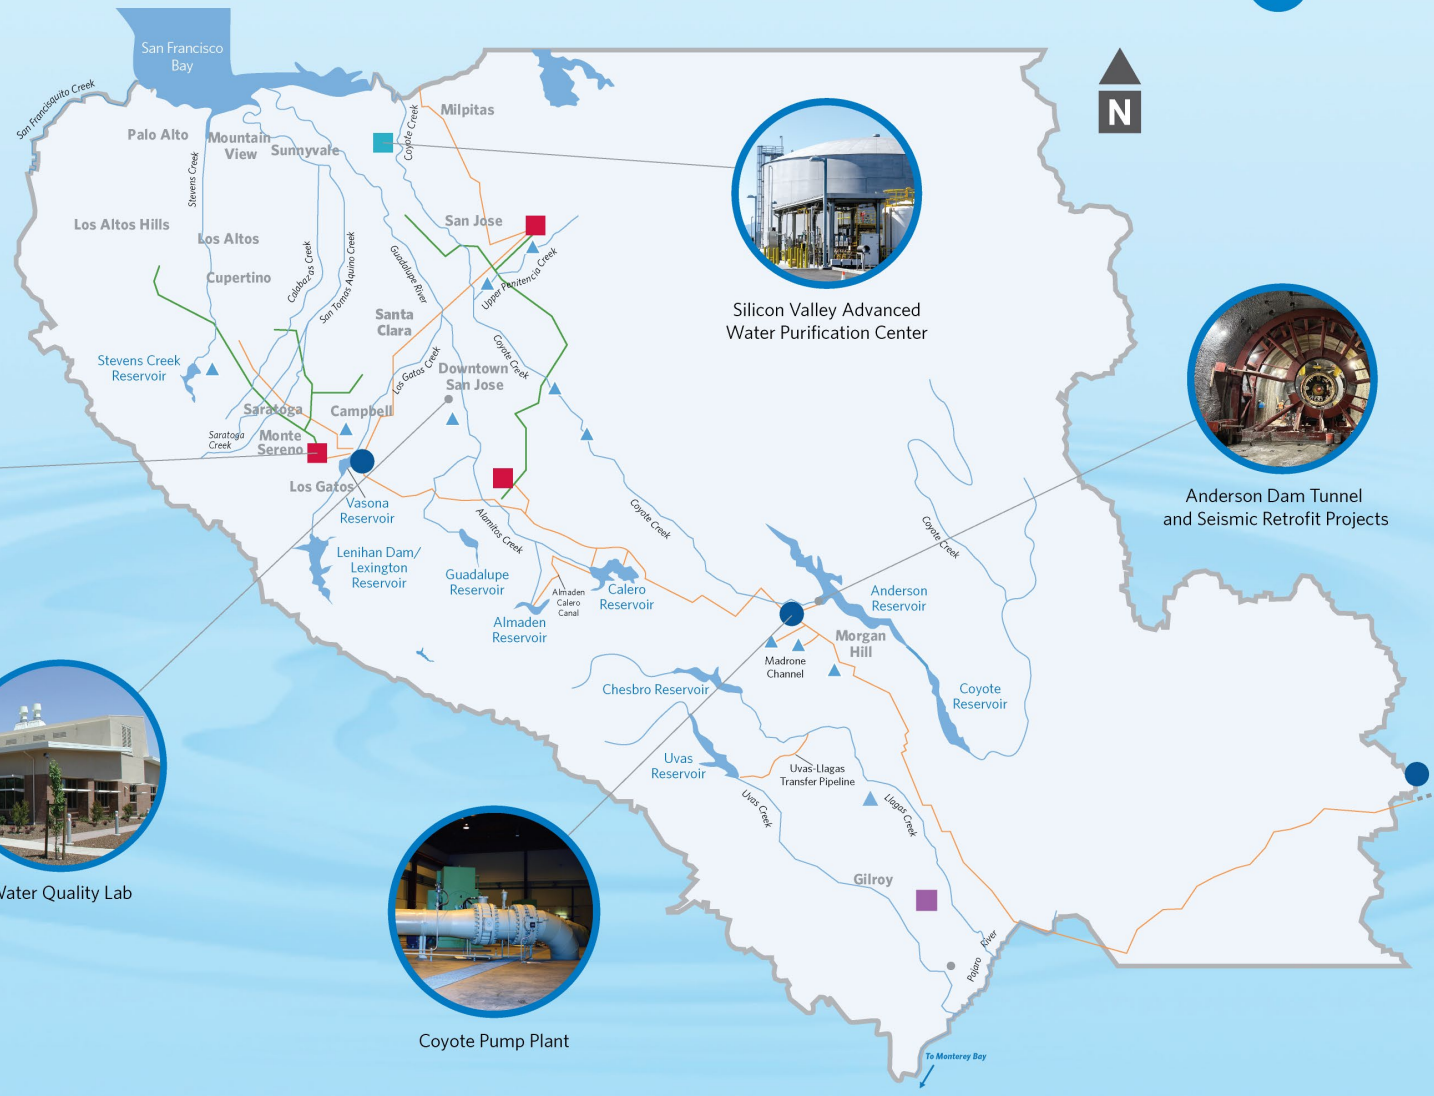 San Francisco
Bay
San Francisquito Creek
Palo Alto
Mountain
View
Sunnyvale
Coyote Creek
Milpitas
N
Stevens Creek
Los Altos Hills
Los Altos
San Jose
Cupertino
Calabazas Creek
San Tomas Aquino Creek
Guadalupe River
Upper Penitencia Creek
Santa
Clara
Silicon Valley Advanced
Water Purification Center
Stevens Creek
Reservoir
Los Gatos Creek
Coyote Creek
Downtown
San Jose
Saratoga
Campbell
Saratoga
Creek
Monte
Sereno
Los Gatos
Vasona
Reservoir
Alamitos Creek
Coyote Creek
Coyote Creek
Anderson Dam Tunnel
and Seismic Retrofit Projects
Lenihan Dam/
Lexington
Reservoir
Guadalupe
Reservoir
Almaden
Calero
Canal
Calero
Reservoir
Almaden
Reservoir
Anderson
Reservoir
Morgan
Hill
Madrone
Channel
Chesbro Reservoir
Coyote
Reservoir
Uvas
Reservoir
Uvas-Llagas
Transfer Pipeline
Uvas Creek
Llagas Creek
Gilroy
Water Quality Lab
Pajaro River
Coyote Pump Plant
To Monterey Bay